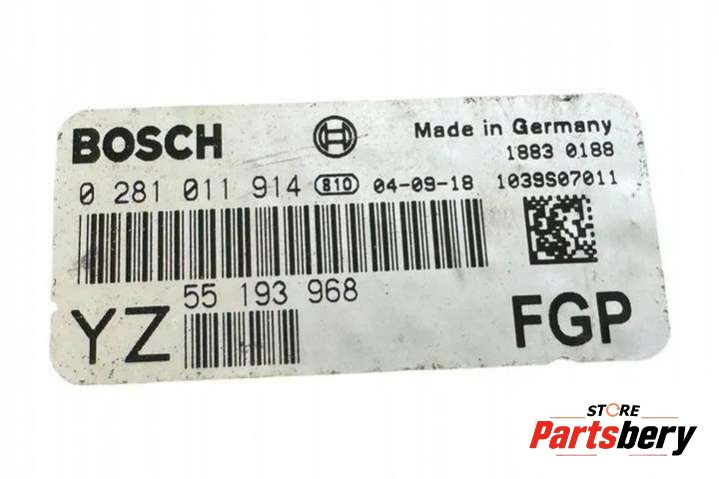 BOSCH Made in Germany
1883 0188
0 281 011 914 810 04-09-18 1039S07011
55 193 968
YZ FGP
STORE
Partsbery